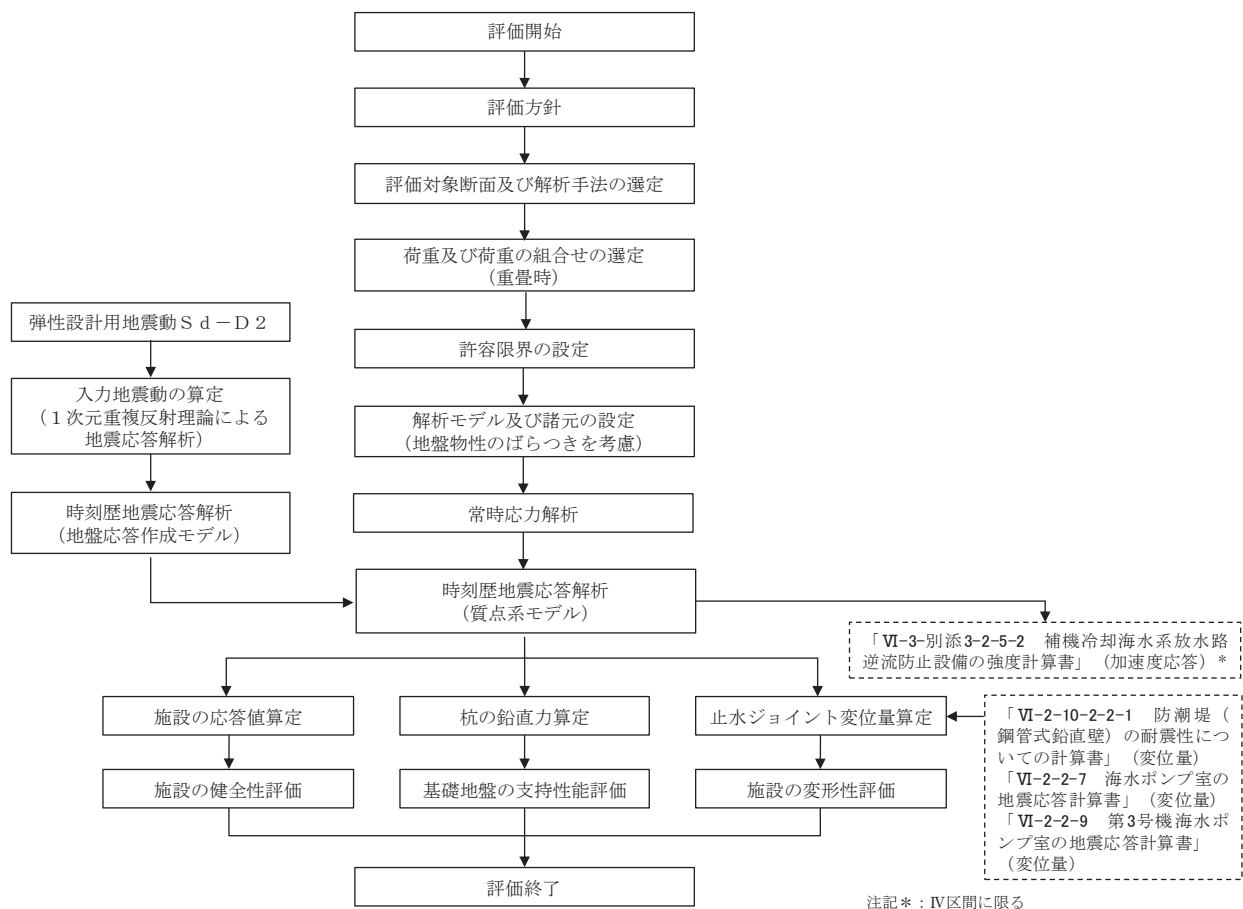 評価開始
評価方針
評価対象断面及び解析手法の選定
荷重及び荷重の組合せの選定
(重畳時)
許容限界の設定
解析モデル及び諸元の設定
(地盤物性のばらつきを考慮)
常時応力解析
弾性設計用地震動Ｓｄ－Ｄ２
入力地震動の算定
(１次元重複反射理論による
地震応答解析)
時刻歴地震応答解析
(地盤応答作成モデル)
時刻歴地震応答解析
(質点系モデル)
「Ⅵ-3-別添3-2-5-2　補機冷却海水系放水路
逆流防止設備の強度計算書」（加速度応答）*
施設の応答値算定
杭の鉛直力算定
止水ジョイント変位量算定
「Ⅵ-2-10-2-2-1　防潮堤（
鋼管式鉛直壁）の耐震性につ
いての計算書」（変位量）
「Ⅵ-2-2-7　海水ポンプ室の
地震応答計算書」（変位量）
「Ⅵ-2-2-9　第3号機海水ポ
ンプ室の地震応答計算書」
（変位量）
施設の健全性評価
基礎地盤の支持性能評価
施設の変形性評価
評価終了
注記＊：Ⅳ区間に限る